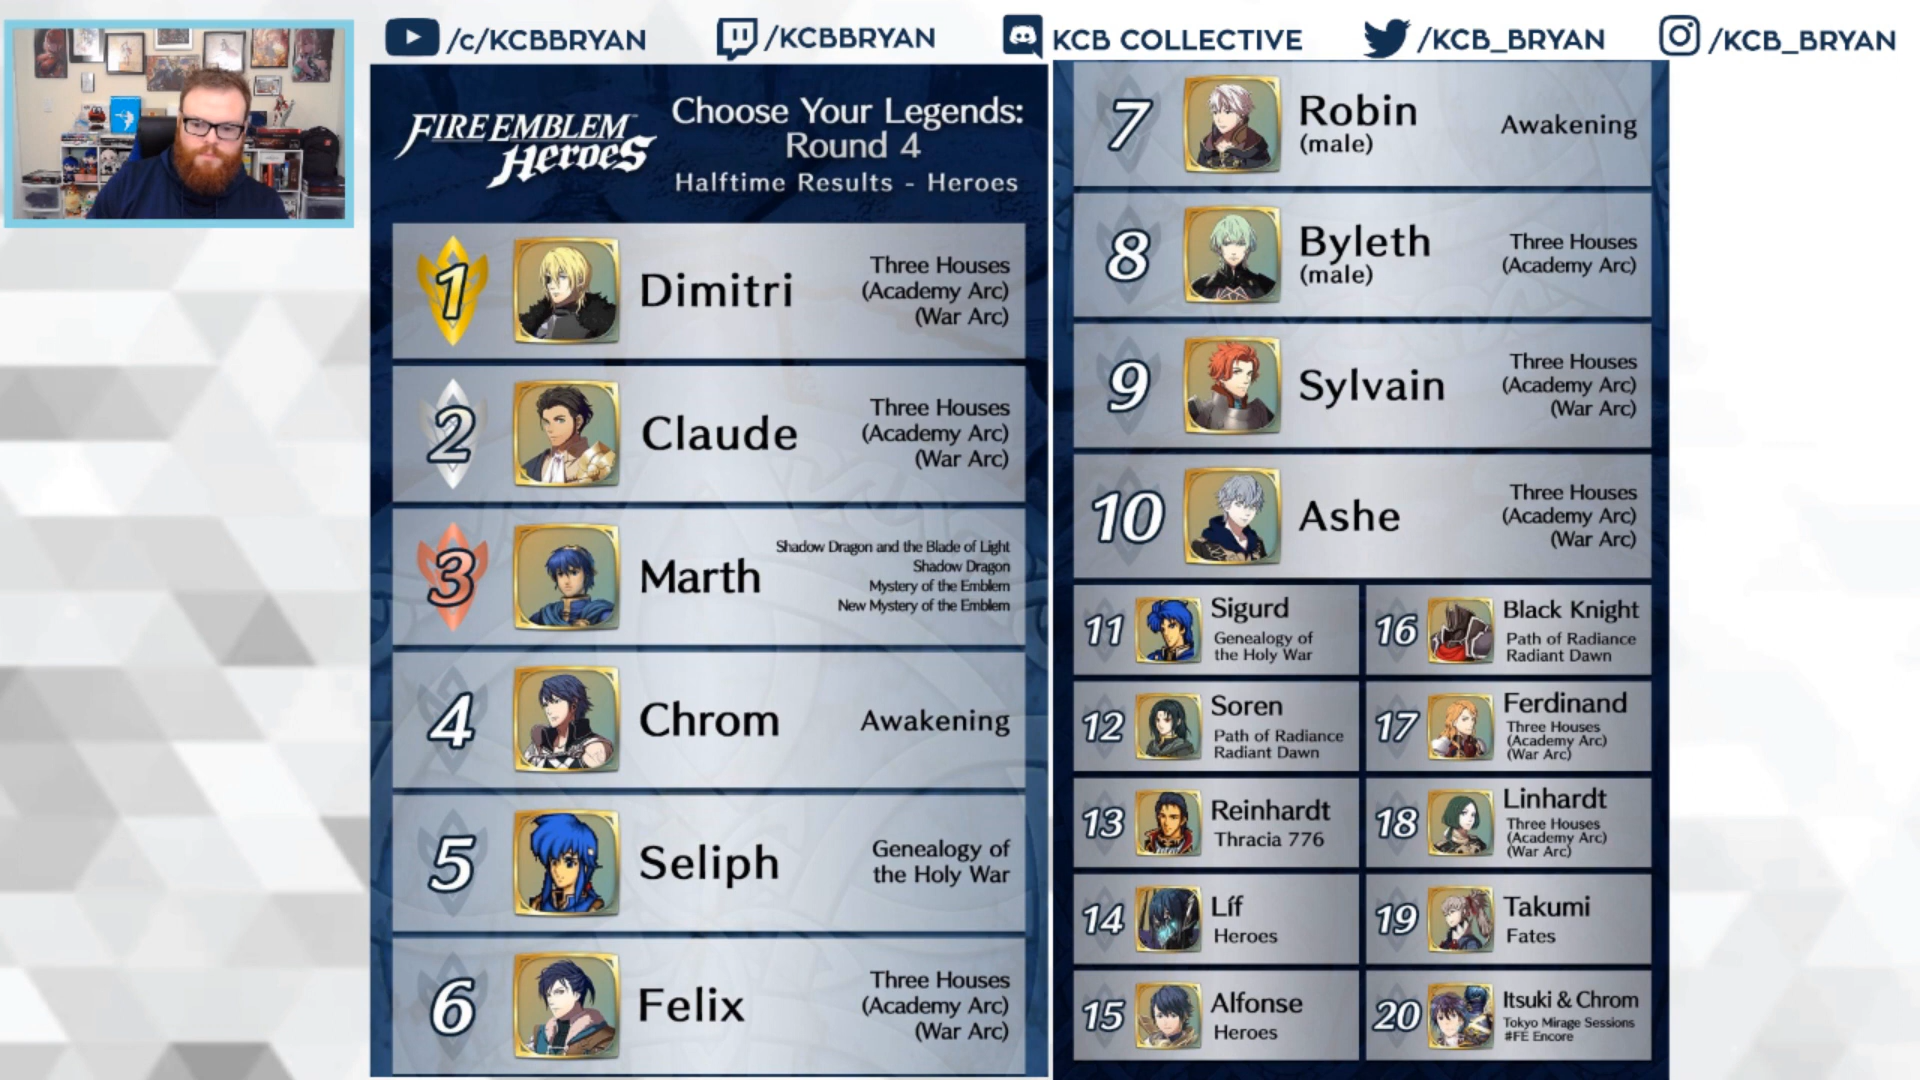 /c/KCBBRYAN
/KCBBRYAN
KCB COLLECTIVE
/KCB_BRYAN
/KCB_BRYAN
FIRE EMBLEM
Heroes
Choose Your Legends:
Round 4
Halftime Results - Heroes
1
Dimitri
Three Houses
(Academy Arc)
(War Arc)
2
Claude
Three Houses
(Academy Arc)
(War Arc)
3
Marth
Shadow Dragon and the Blade of Light
Shadow Dragon
Mystery of the Emblem
New Mystery of the Emblem
4
Chrom
Awakening
5
Seliph
Genealogy of
the Holy War
6
Felix
Three Houses
(Academy Arc)
(War Arc)
7
Robin
(male)
Awakening
8
Byleth
(male)
Three Houses
(Academy Arc)
9
Sylvain
Three Houses
(Academy Arc)
(War Arc)
10
Ashe
Three Houses
(Academy Arc)
(War Arc)
11
Sigurd
Genealogy of
the Holy War
12
Soren
Path of Radiance
Radiant Dawn
13
Reinhardt
Thracia 776
14
Líf
Heroes
15
Alfonse
Heroes
16
Black Knight
Path of Radiance
Radiant Dawn
17
Ferdinand
Three Houses
(Academy Arc)
(War Arc)
18
Linhardt
Three Houses
(Academy Arc)
(War Arc)
19
Takumi
Fates
20
Itsuki & Chrom
Tokyo Mirage Sessions
#FE Encore